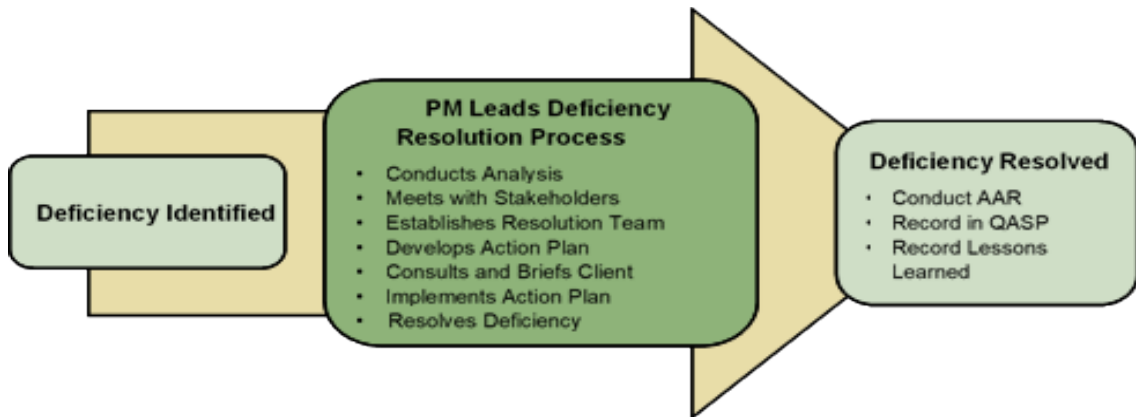 Deficiency Identified
PM Leads Deficiency
Resolution Process
• Conducts Analysis
• Meets with Stakeholders
• Establishes Resolution Team
• Develops Action Plan
• Consults and Briefs Client
• Implements Action Plan
• Resolves Deficiency
Deficiency Resolved
• Conduct AAR
• Record in QASP
• Record Lessons
Learned